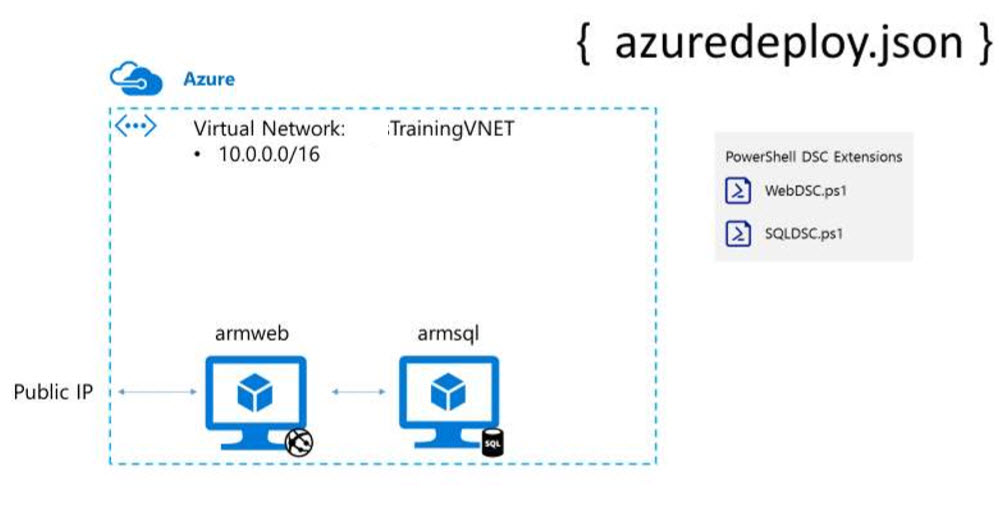 { azuredeploy.json }
Azure
Virtual Network: TrainingVNET
• 10.0.0.0/16
PowerShell DSC Extensions
WebDSC.ps1
SQLDSC.ps1
armweb
armsql
Public IP
SQL